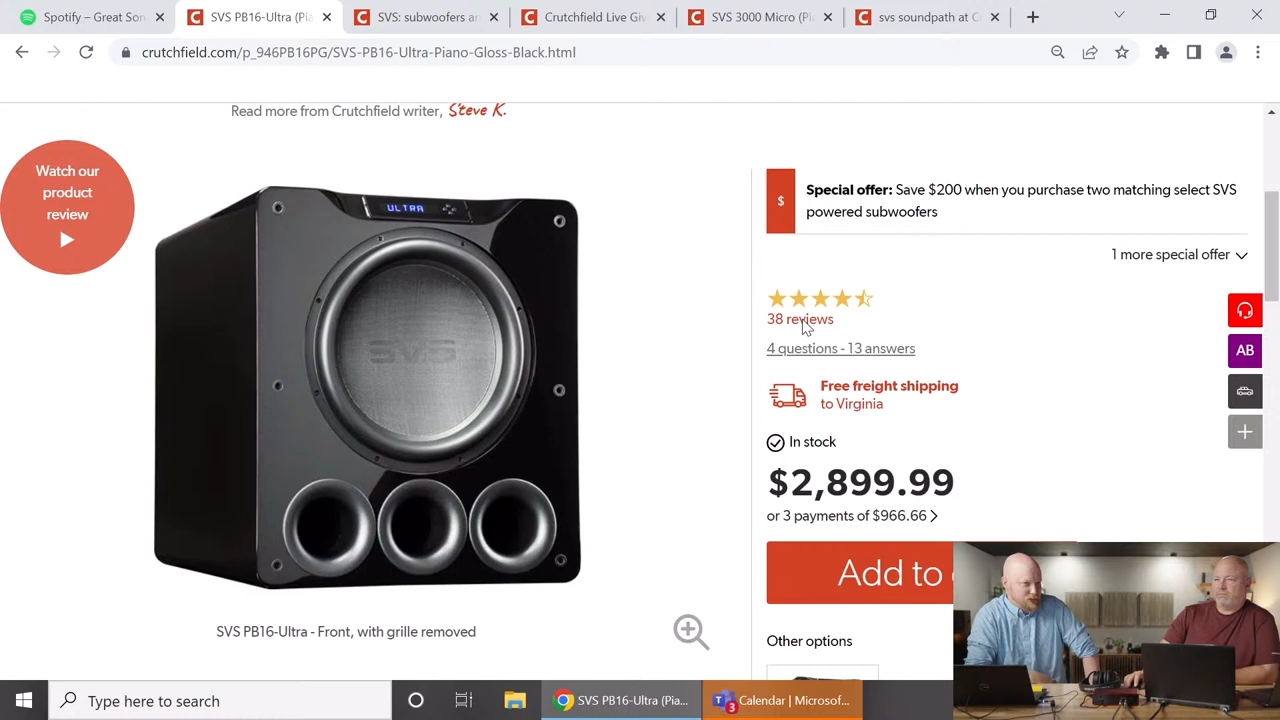 Spotify – Great Son
SVS PB16-Ultra (Pia
SVS: subwoofers an
Crutchfield Live Giv
SVS 3000 Micro (Pi
svs soundpath at C
crutchfield.com/p_946PB16PG/SVS-PB16-Ultra-Piano-Gloss-Black.html
Read more from Crutchfield writer, Steve K.
Watch our
product
review
ULTRA
SVS
$
Special offer: Save $200 when you purchase two matching select SVS
powered subwoofers
1 more special offer
38 reviews
4 questions - 13 answers
Free freight shipping
to Virginia
AB
In stock
$2,899.99
or 3 payments of $966.66
Add to
SVS PB16-Ultra - Front, with grille removed
Other options
Type here to search
SVS PB16-Ultra (Pia...
3
Calendar | Microsof...